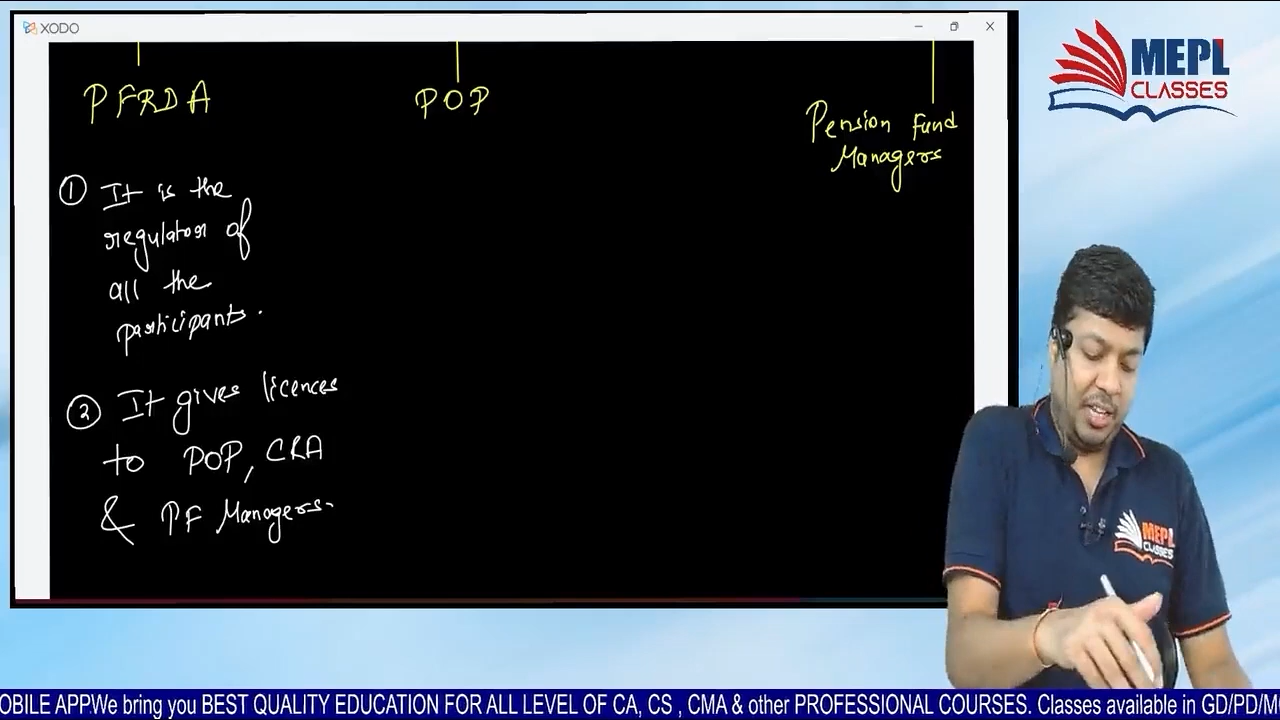 XODO
PFRDA
POP
Pension Fund
Managers
① It is the
regulator of
all the
participants.
② It gives licences
to POP, CRA
& PF Managers.
MEPL
CLASSES
MEPL
CLASSES
OBILE APP.We bring you BEST QUALITY EDUCATION FOR ALL LEVEL OF CA, CS , CMA & other PROFESSIONAL COURSES. Classes available in GD/PD/M